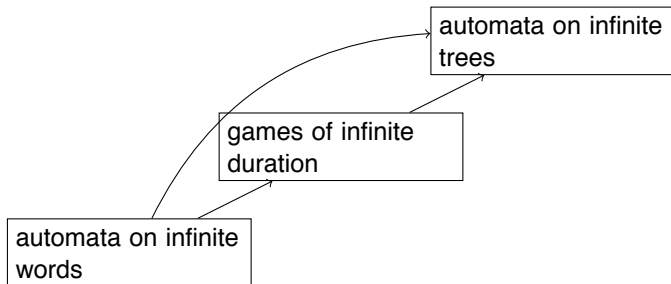 automata on infinite
trees
games of infinite
duration
automata on infinite
words